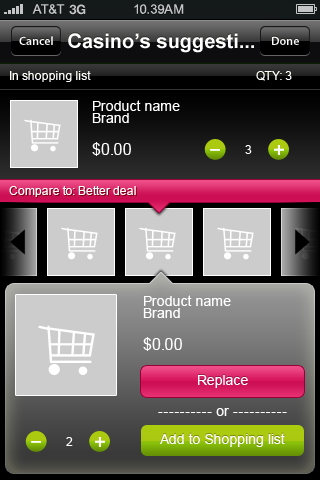 AT&T 3G 10.39AM
Cancel Casino's suggesti... Done
In shopping list QTY: 3
Product name
Brand
$0.00 − 3 +
Compare to: Better deal
Product name
Brand
$0.00
Replace
---------- or ----------
− 2 + Add to Shopping list